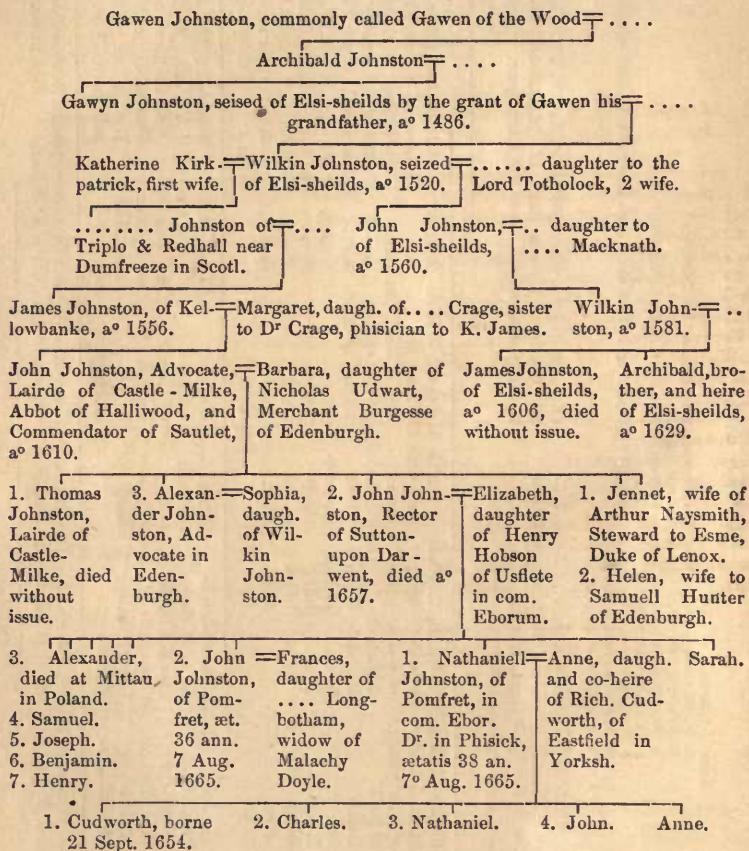 Gawen Johnston, commonly called Gawen of the Wood = . . . .
Archibald Johnston = . . . .
Gawyn Johnston, seised of Elsi-sheilds by the grant of Gawen his = . . . .
grandfather, aº 1486.
Katherine Kirk-
patrick, first wife.
= Wilkin Johnston, seized
of Elsi-sheilds, aº 1520.
= . . . . . . daughter to the
Lord Totholock, 2 wife.
. . . . . . . . Johnston of = . . . .
Triplo & Redhall near
Dumfreeze in Scotl.
John Johnston,
of Elsi-sheilds,
aº 1560.
= . . daughter to
. . . . Macknath.
James Johnston, of Kel-
lowbanke, aº 1556.
= Margaret, daugh. of . . . . Crage, sister
to Dr Crage, phisician to K. James.
Wilkin John- = . .
ston, aº 1581.
John Johnston, Advocate,
Lairde of Castle-Milke,
Abbot of Halliwood, and
Commendator of Sautlet,
aº 1610.
= Barbara, daughter of
Nicholas Udwart,
Merchant Burgesse
of Edenburgh.
James Johnston,
of Elsi-sheilds,
aº 1606, died
without issue.
Archibald, bro-
ther, and heire
of Elsi-sheilds,
aº 1629.
1. Thomas
Johnston,
Lairde of
Castle-
Milke, died
without
issue.
3. Alexan-
der John-
ston, Ad-
vocate in
Eden-
burgh.
= Sophia,
daugh.
of Wil-
kin
John-
ston.
2. John John-
ston, Rector
of Sutton-
upon Dar-
went, died aº
1657.
= Elizabeth,
daughter
of Henry
Hobson
of Usflete
in com.
Eborum.
1. Jennet, wife of
Arthur Naysmith,
Steward to Esme,
Duke of Lenox.
2. Helen, wife to
Samuell Hunter
of Edenburgh.
3. Alexander,
died at Mittau
in Poland.
4. Samuel.
5. Joseph.
6. Benjamin.
7. Henry.
2. John
Johnston,
of Pom-
fret, æt.
36 ann.
7 Aug.
1665.
= Frances,
daughter of
. . . . Long-
botham,
widow of
Malachy
Doyle.
1. Nathaniell
Johnston, of
Pomfret, in
com. Ebor.
Dr. in Phisick,
ætatis 38 an.
7º Aug. 1665.
= Anne, daugh.
and co-heire
of Rich. Cud-
worth, of
Eastfield in
Yorksh.
Sarah.
1. Cudworth, borne
21 Sept. 1654.
2. Charles.
3. Nathaniel.
4. John.
Anne.